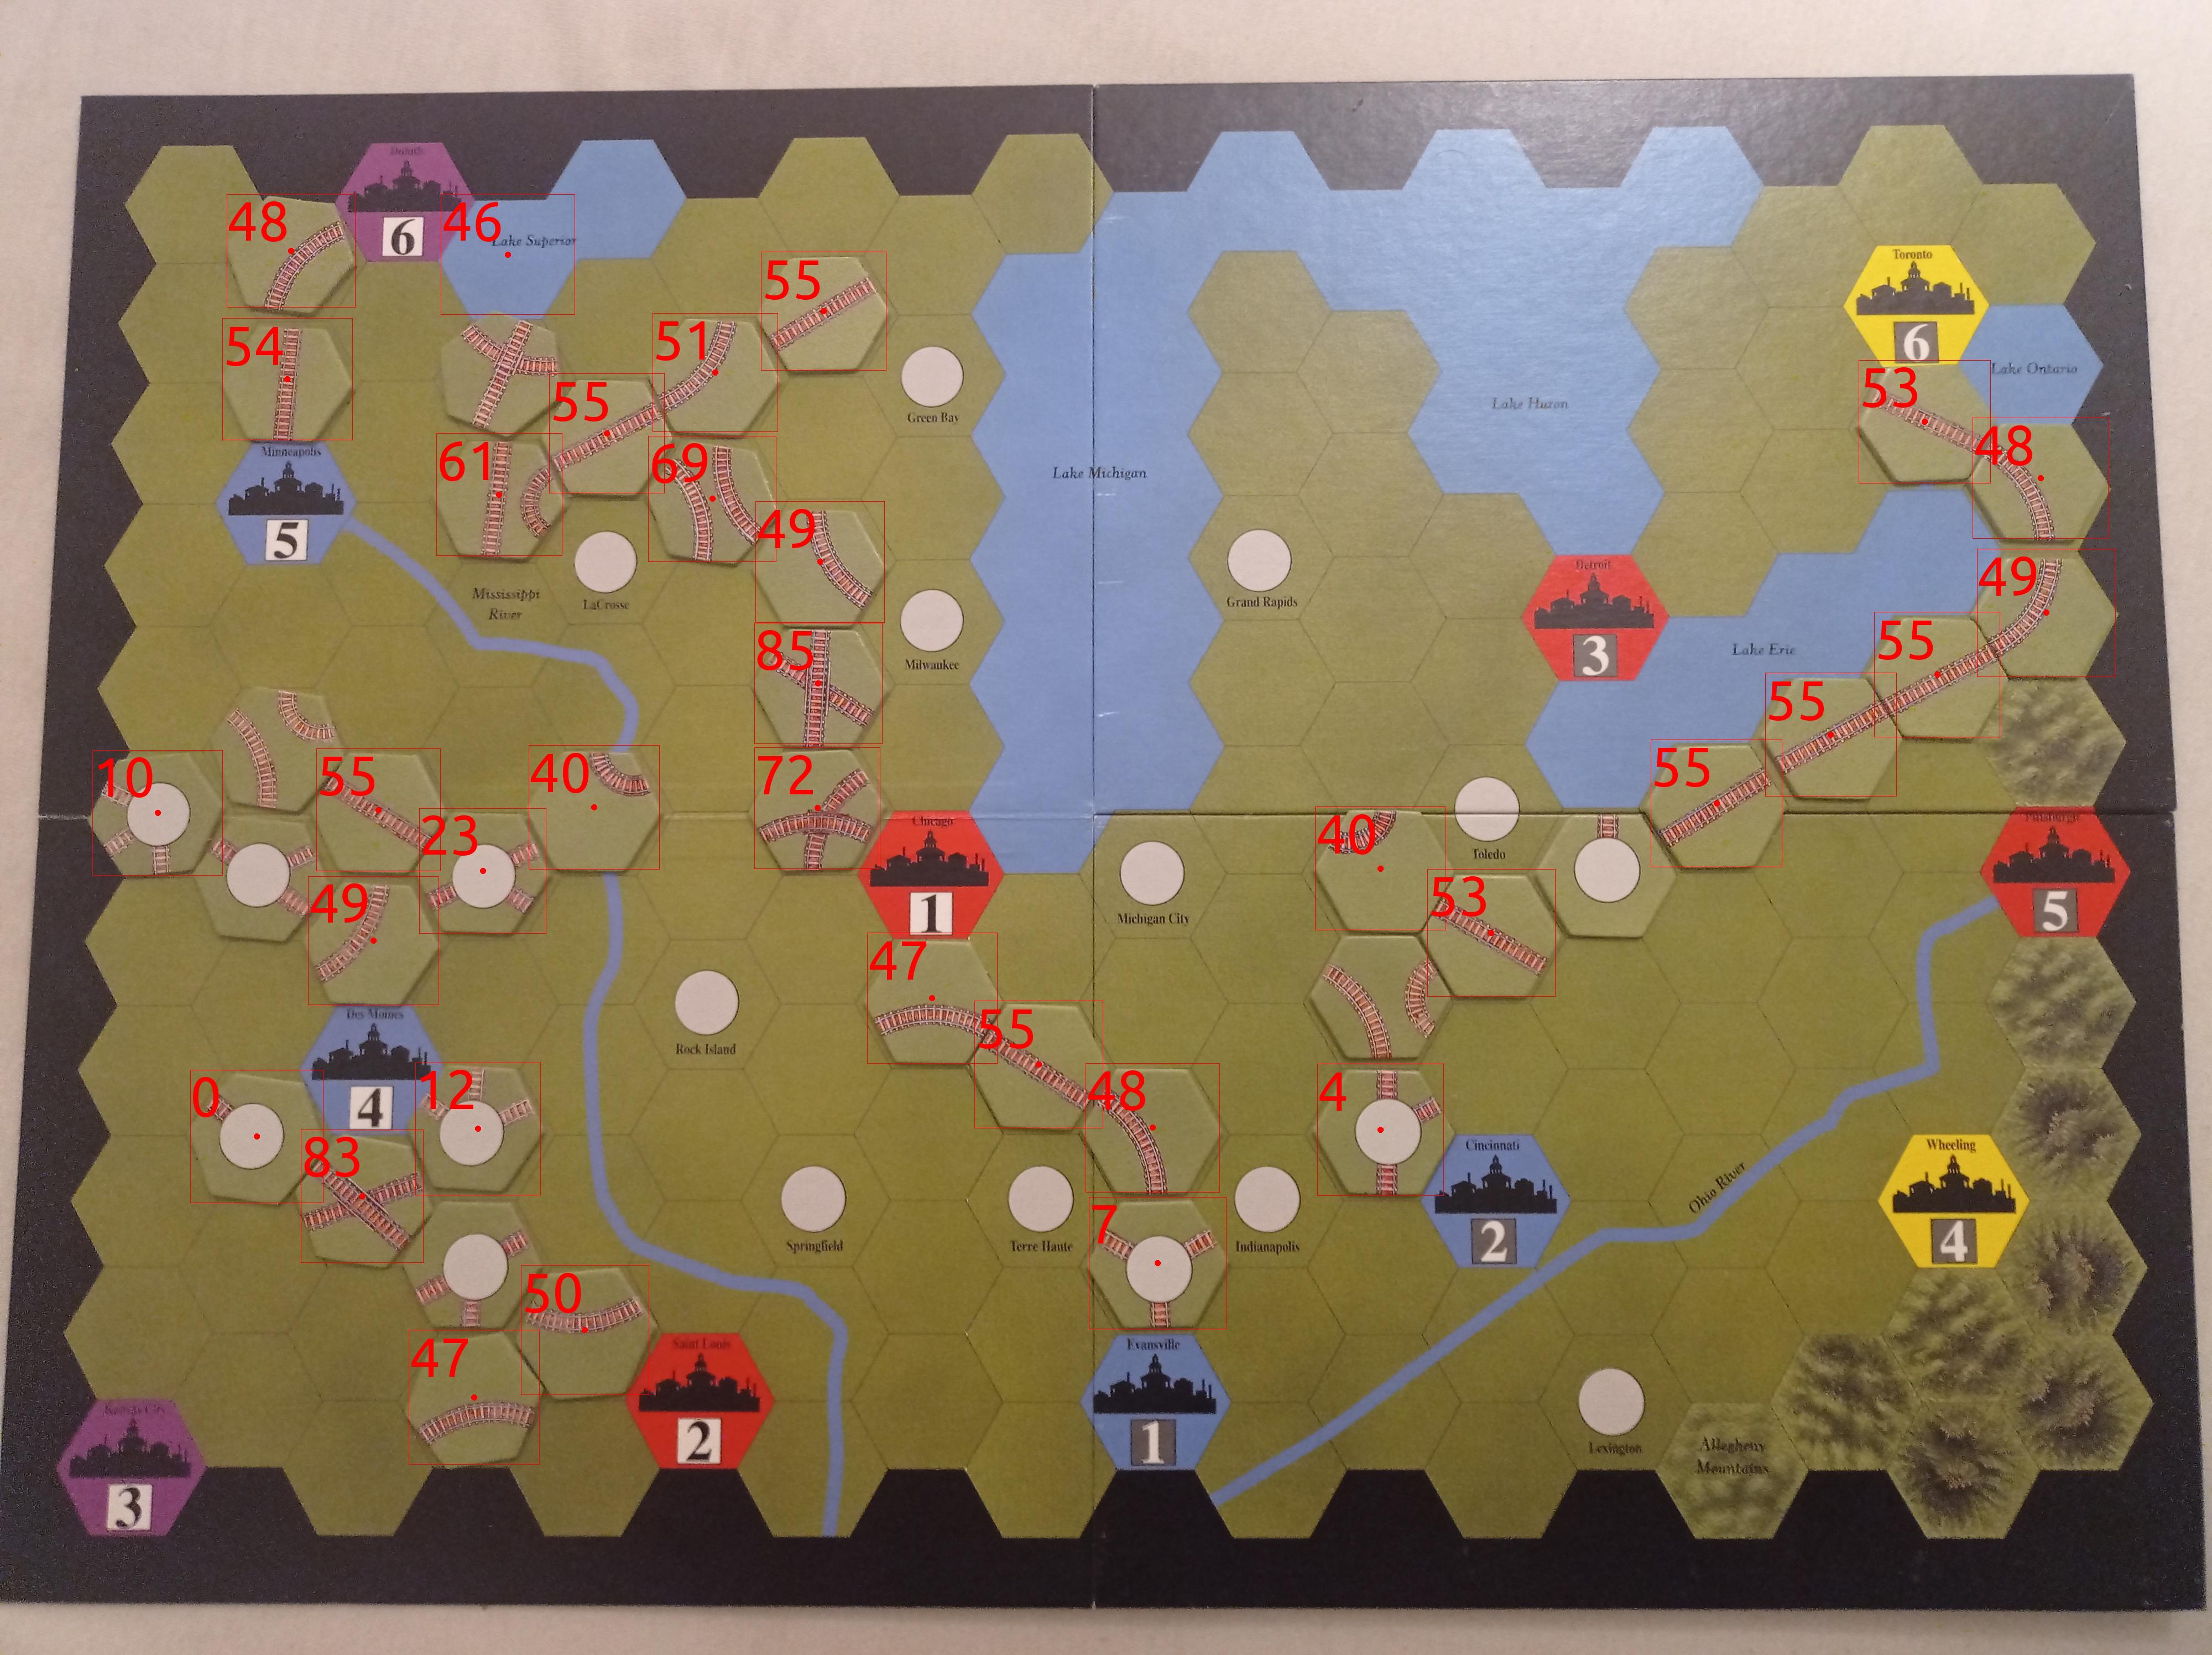 Duluth
48
6
46
Lake Superior
55
Toronto
54
51
6
Lake Ontario
Green Bay
53
55
Lake Huron
Minneapolis
61
69
48
Lake Michigan
5
49
Detroit
49
Mississippi
River
LaCrosse
Grand Rapids
Milwaukee
85
3
Lake Erie
55
55
10
55
40
72
55
Chicago
Pittsburgh
23
40
Toledo
49
1
Michigan City
53
5
47
Des Moines
Rock Island
55
0
4
12
48
4
83
Cincinnati
Wheeling
Ohio River
7
Springfield
Terre Haute
Indianapolis
2
4
50
47
Saint Louis
Evansville
Kansas City
2
1
Lexington
Allegheny
Mountains
3